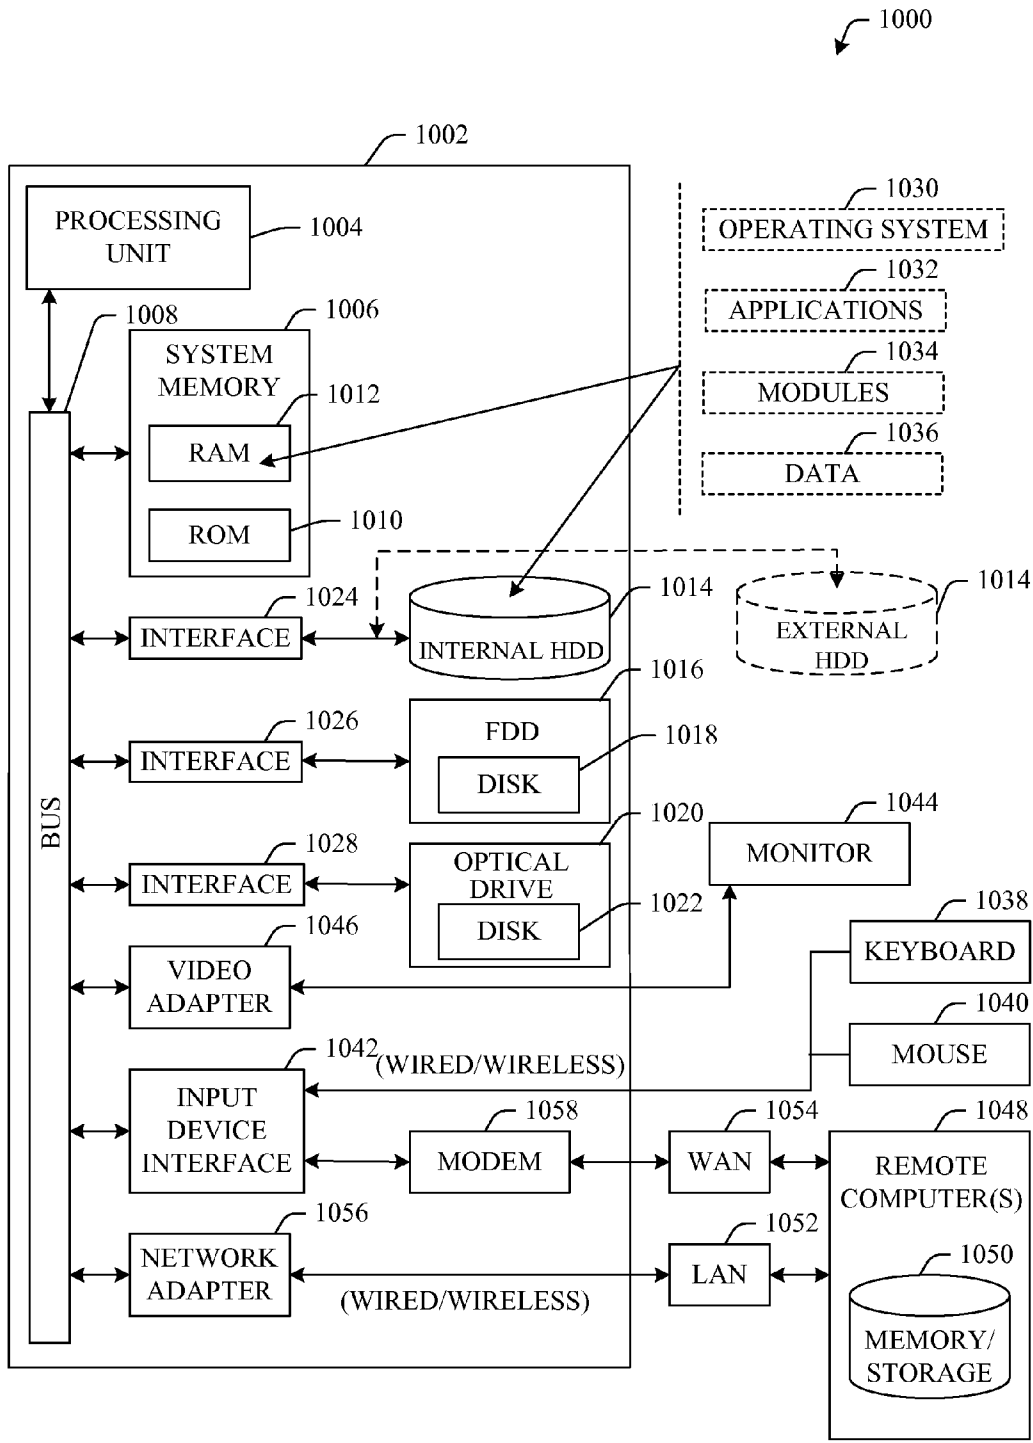 1000
1002
PROCESSING
UNIT
1004
1030
OPERATING SYSTEM
1032
APPLICATIONS
1034
MODULES
1036
DATA
1008
1006
SYSTEM
MEMORY
1012
RAM
1010
ROM
BUS
1024
INTERFACE
1014
INTERNAL HDD
1014
EXTERNAL
HDD
1026
INTERFACE
1016
FDD
1018
DISK
1028
INTERFACE
1020
OPTICAL
DRIVE
1022
DISK
1044
MONITOR
1046
VIDEO
ADAPTER
1038
KEYBOARD
1040
MOUSE
1042
(WIRED/WIRELESS)
INPUT
DEVICE
INTERFACE
1058
MODEM
1054
WAN
1048
REMOTE
COMPUTER(S)
1056
NETWORK
ADAPTER
(WIRED/WIRELESS)
1052
LAN
1050
MEMORY/
STORAGE